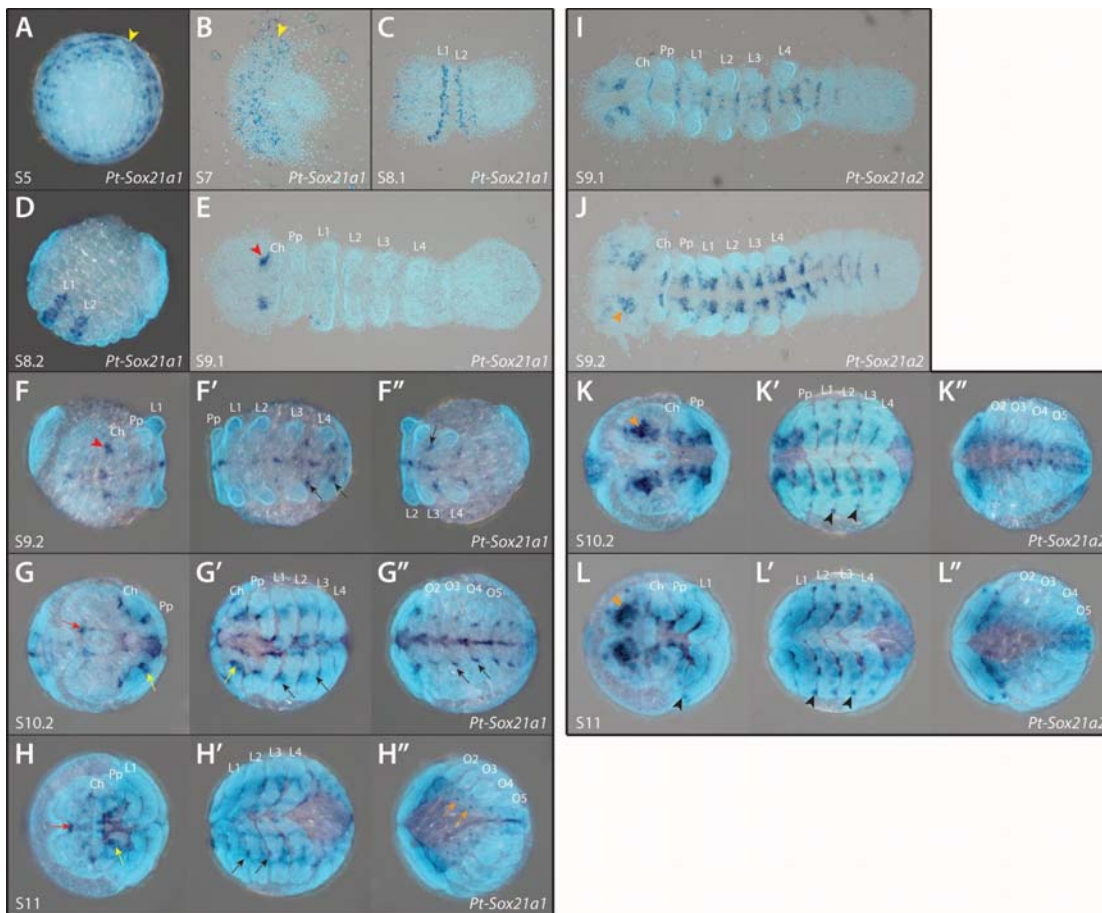 A
S5
Pt-Sox21a1
B
S7
Pt-Sox21a1
C
L1
L2
S8.1
Pt-Sox21a1
D
L1
L2
S8.2
Pt-Sox21a1
E
Ch
Pp
L1
L2
L3
L4
S9.1
Pt-Sox21a1
F
Ch
Pp
L1
S9.2
F'
Pp
L1
L2
L3
L4
F"
L2
L3
L4
Pt-Sox21a1
G
Ch
Pp
S10.2
G'
Ch
Pp
L1
L2
L3
L4
G"
O2
O3
O4
O5
Pt-Sox21a1
H
Ch
Pp
L1
S11
H'
L1
L2
L3
L4
H"
O2
O3
O4
O5
Pt-Sox21a1
I
Ch
Pp
L1
L2
L3
L4
S9.1
Pt-Sox21a2
J
Ch
Pp
L1
L2
L3
L4
S9.2
Pt-Sox21a2
K
Ch
Pp
S10.2
K'
Pp
L1
L2
L3
L4
K"
O2
O3
O4
O5
Pt-Sox21a2
L
Ch
Pp
L1
S11
L'
L1
L2
L3
L4
L"
O2
O3
O4
O5
Pt-Sox21a2